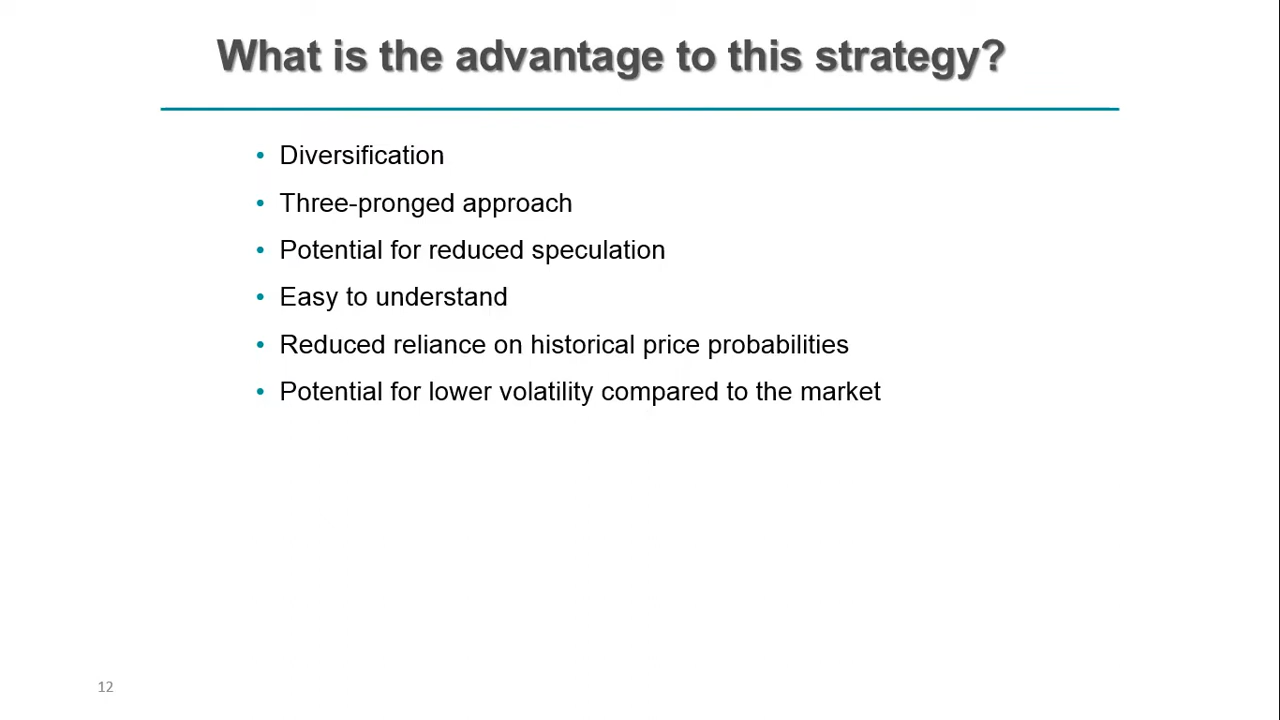 What is the advantage to this strategy?
• Diversification
• Three-pronged approach
• Potential for reduced speculation
• Easy to understand
• Reduced reliance on historical price probabilities
• Potential for lower volatility compared to the market
12